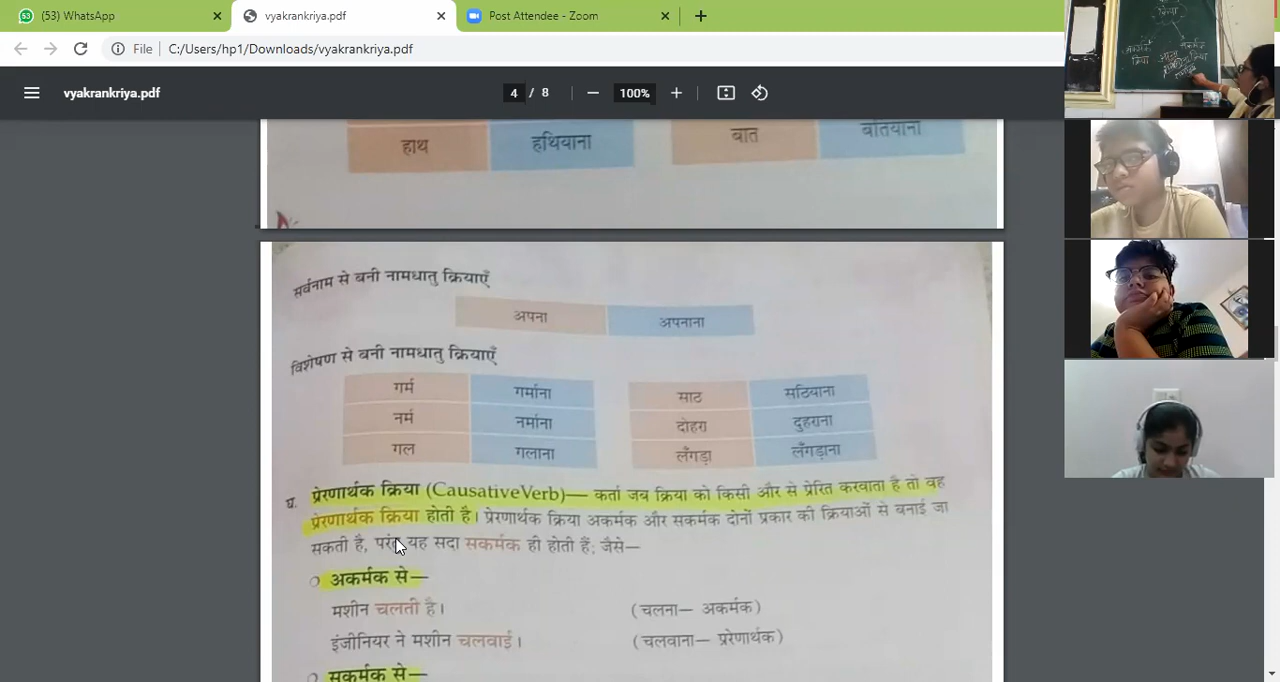 (53) WhatsApp
vyakrankriya.pdf
Post Attendee - Zoom
File
C:/Users/hp1/Downloads/vyakrankriya.pdf
vyakrankriya.pdf
4 / 8
100%
हाथ हथियाना बात बतियाना
सर्वनाम से बनी नामधातु क्रियाएँ
अपना अपनाना
विशेषण से बनी नामधातु क्रियाएँ
गर्म गर्माना साठ सठियाना
नर्म नर्माना दोहरा दुहराना
गल गलाना लँगड़ा लँगड़ाना
घ. प्रेरणार्थक क्रिया (CausativeVerb)— कर्ता जब क्रिया को किसी और से प्रेरित करवाता है तो वह
प्रेरणार्थक क्रिया होती है। प्रेरणार्थक क्रिया अकर्मक और सकर्मक दोनों प्रकार की क्रियाओं से बनाई जा
सकती है, परंतु यह सदा सकर्मक ही होती हैं; जैसे—
अकर्मक से—
मशीन चलती है। (चलना— अकर्मक)
इंजीनियर ने मशीन चलवाई। (चलवाना— प्ररेणार्थक)
सकर्मक से—
क्रिया
सकर्मक
क्रिया क्रिया